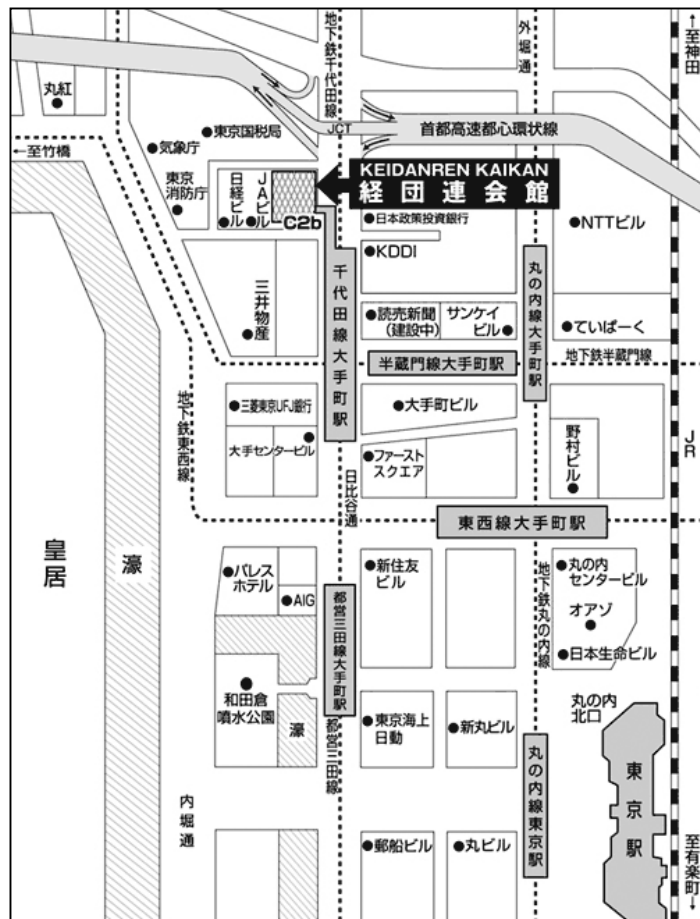 地下鉄千代田線
外堀通
←至神田
丸紅
東京国税局
JCT
首都高速都心環状線
気象庁
←至竹橋
東京
消防庁
日経ビル
JAビル
C2b
KEIDANREN KAIKAN
経団連会館
日本政策投資銀行
NTTビル
KDDI
三井物産
千代田線大手町駅
丸の内線大手町駅
読売新聞
(建設中)
サンケイ
ビル
ていぱーく
半蔵門線大手町駅
地下鉄半蔵門線
地下鉄東西線
三菱東京UFJ銀行
大手センタービル
大手町ビル
ファースト
スクエア
野村ビル
JR
日比谷通
東西線大手町駅
皇居
濠
パレス
ホテル
AIG
都営三田線大手町駅
新住友
ビル
地下鉄丸の内線
丸の内
センタービル
オアゾ
日本生命ビル
和田倉
噴水公園
濠
都営三田線
東京海上
日動
新丸ビル
丸の内
北口
丸の内線東京駅
東京駅
内堀通
郵船ビル
丸ビル
至有楽町→